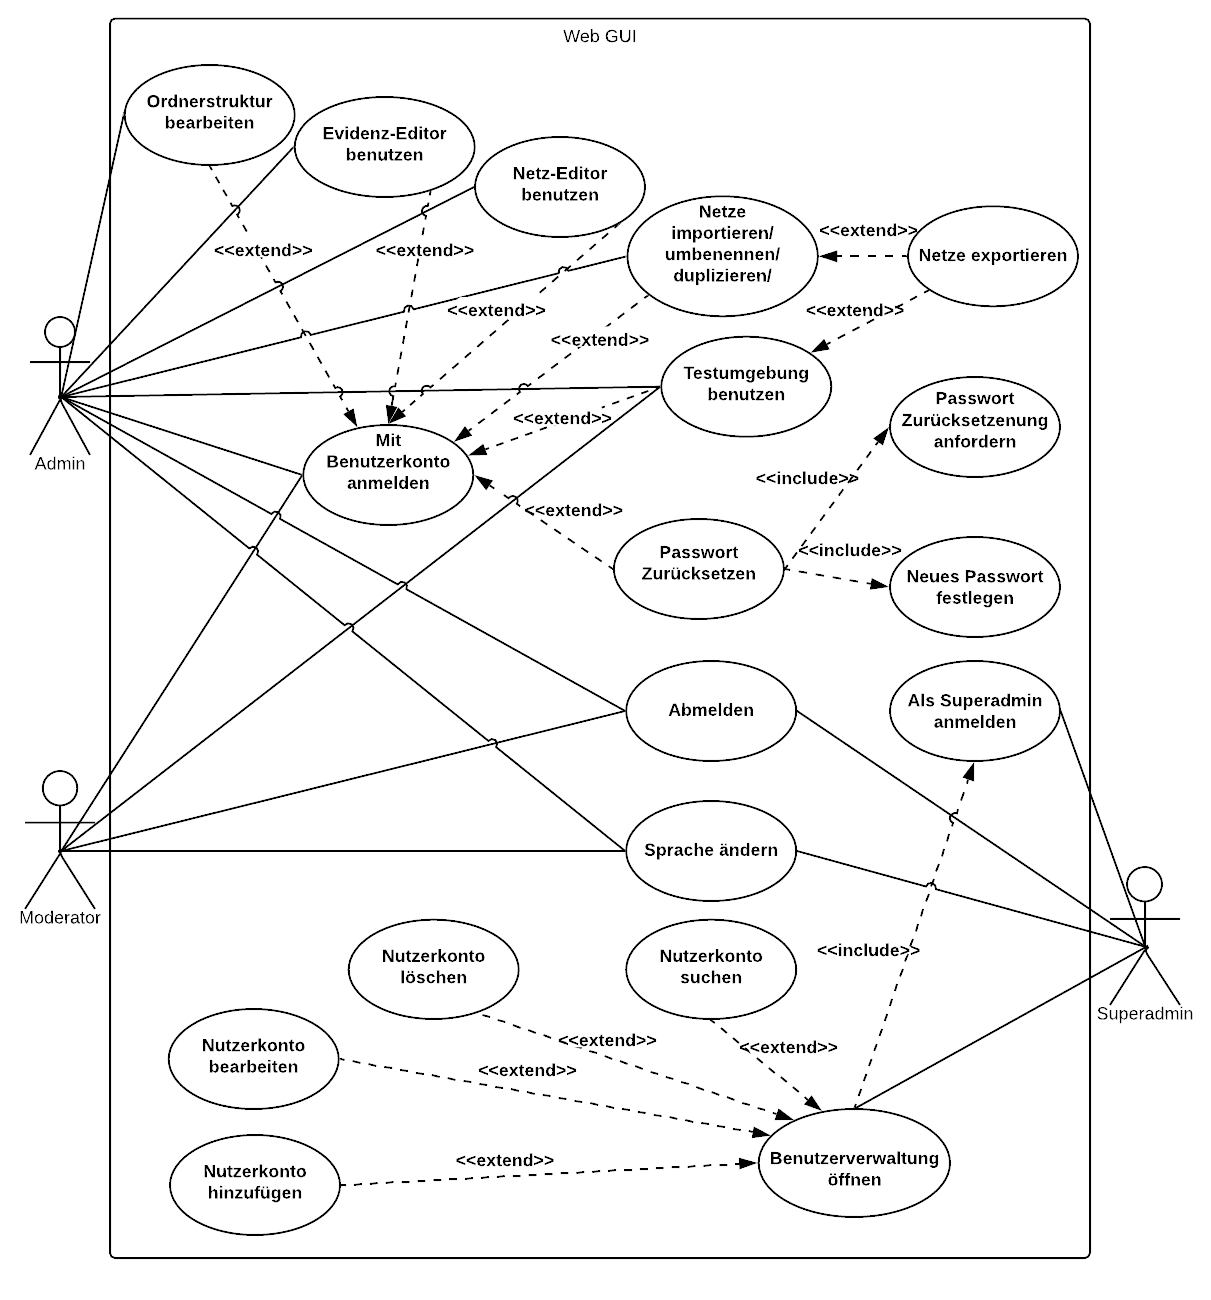 Web GUI
Ordnerstruktur
bearbeiten
Evidenz-Editor
benutzen
Netz-Editor
benutzen
Netze
importieren/
umbenennen/
duplizieren/
<<extend>>
Netze exportieren
<<extend>>
<<extend>>
<<extend>>
<<extend>>
<<extend>>
Testumgebung
benutzen
Passwort
Zurücksetzenung
anfordern
<<extend>>
Admin
Mit
Benutzerkonto
anmelden
<<include>>
<<extend>>
<<include>>
Passwort
Zurücksetzen
Neues Passwort
festlegen
Abmelden
Als Superadmin
anmelden
Sprache ändern
Moderator
<<include>>
Nutzerkonto
löschen
Nutzerkonto
suchen
Superadmin
<<extend>>
<<extend>>
Nutzerkonto
bearbeiten
<<extend>>
<<extend>>
Nutzerkonto
hinzufügen
Benutzerverwaltung
öffnen